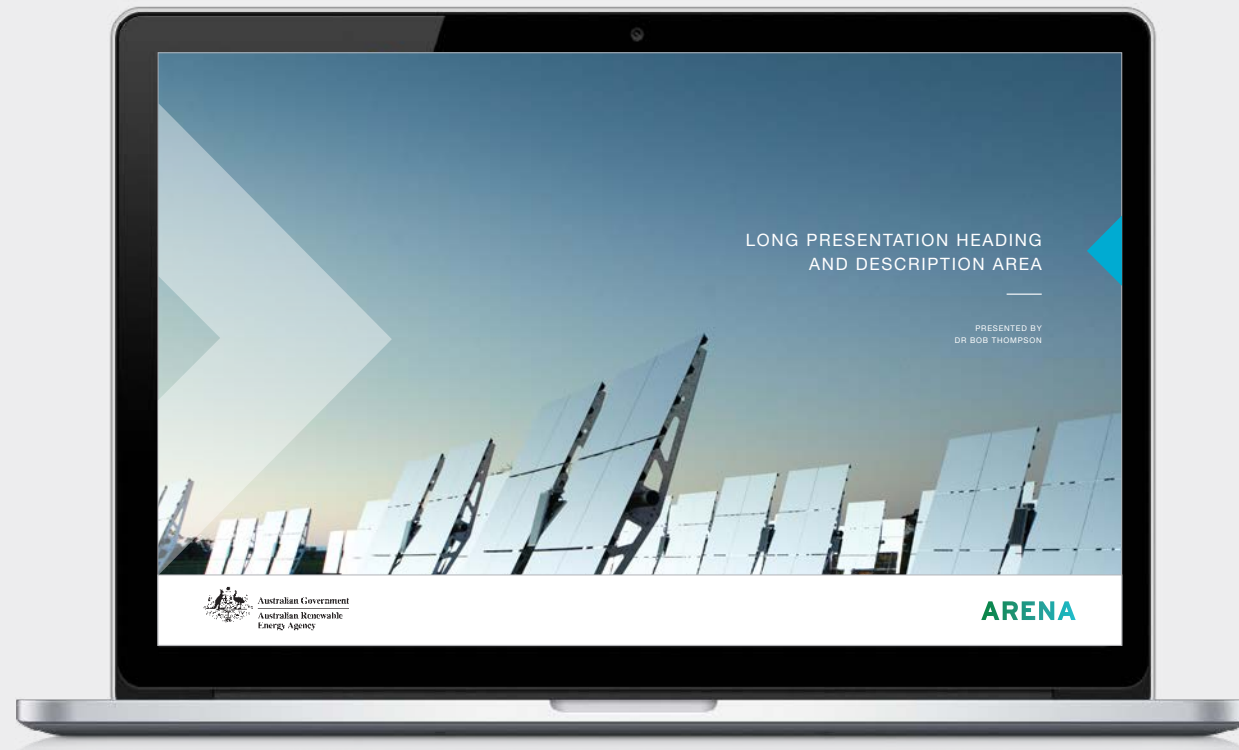 LONG PRESENTATION HEADING
AND DESCRIPTION AREA
PRESENTED BY
DR BOB THOMPSON
Australian Government
Australian Renewable
Energy Agency
ARENA